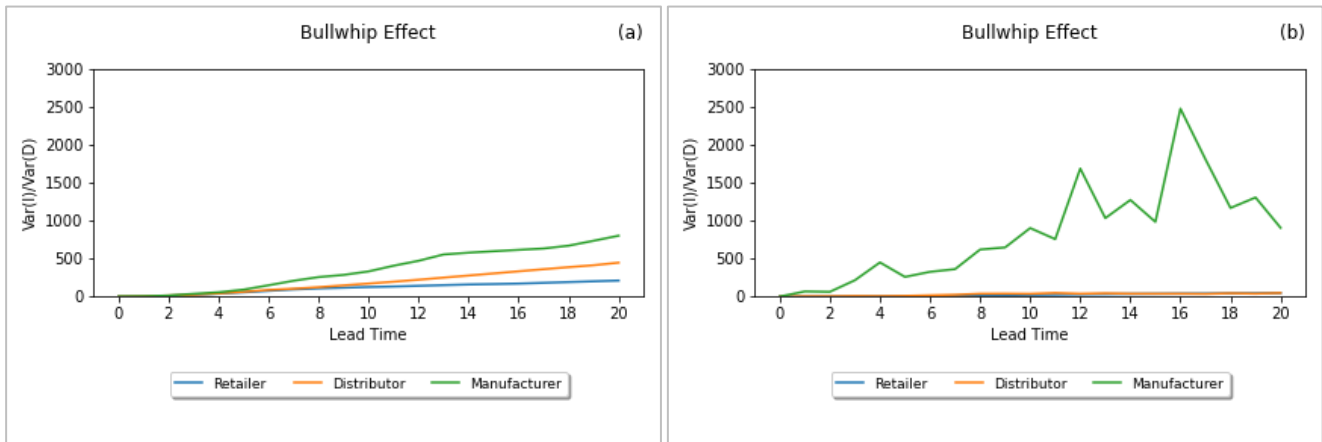 Bullwhip Effect (a)
3000
2500
2000
1500
1000
500
0
Var(I)/Var(D)
0 2 4 6 8 10 12 14 16 18 20
Lead Time
Retailer Distributor Manufacturer
Bullwhip Effect (b)
3000
2500
2000
1500
1000
500
0
Var(I)/Var(D)
0 2 4 6 8 10 12 14 16 18 20
Lead Time
Retailer Distributor Manufacturer